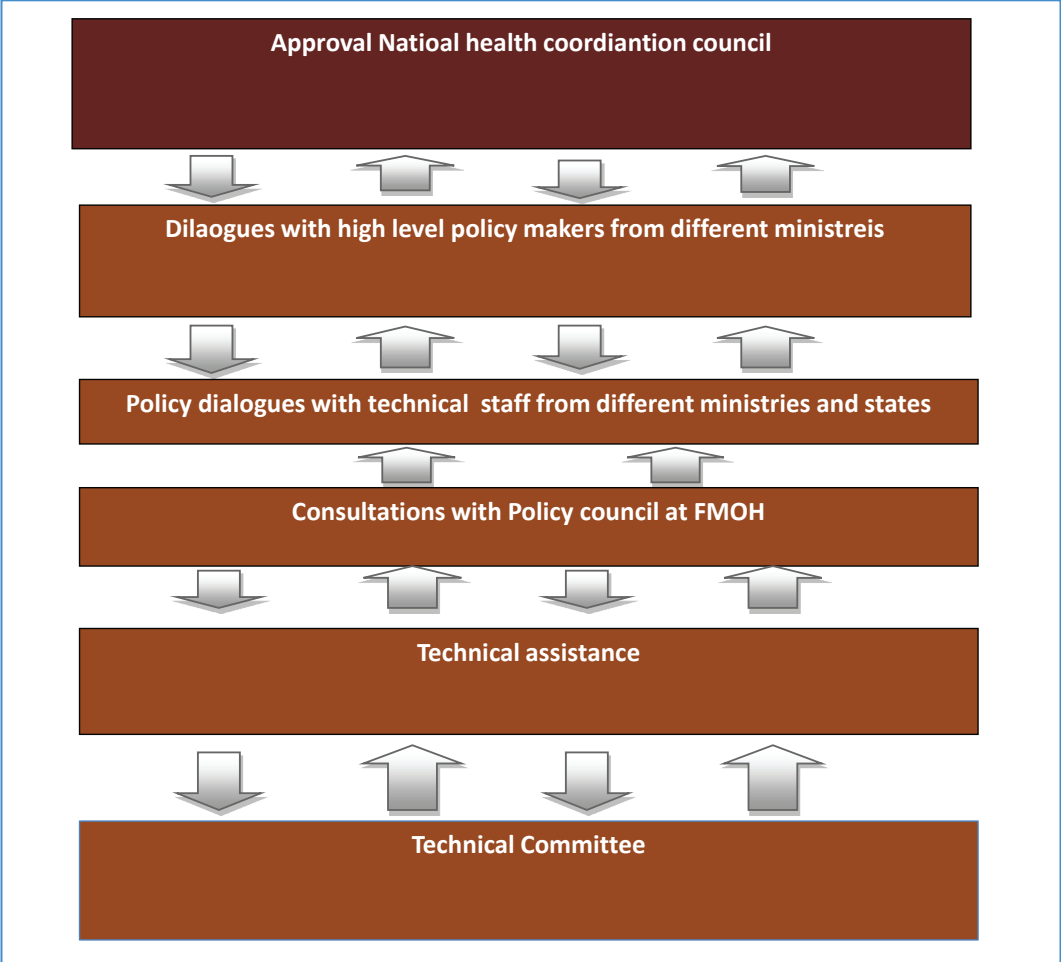 Approval Natioal health coordiantion council
Dilaogues with high level policy makers from different ministreis
Policy dialogues with technical  staff from different ministries and states
Consultations with Policy council at FMOH
Technical assistance
Technical Committee